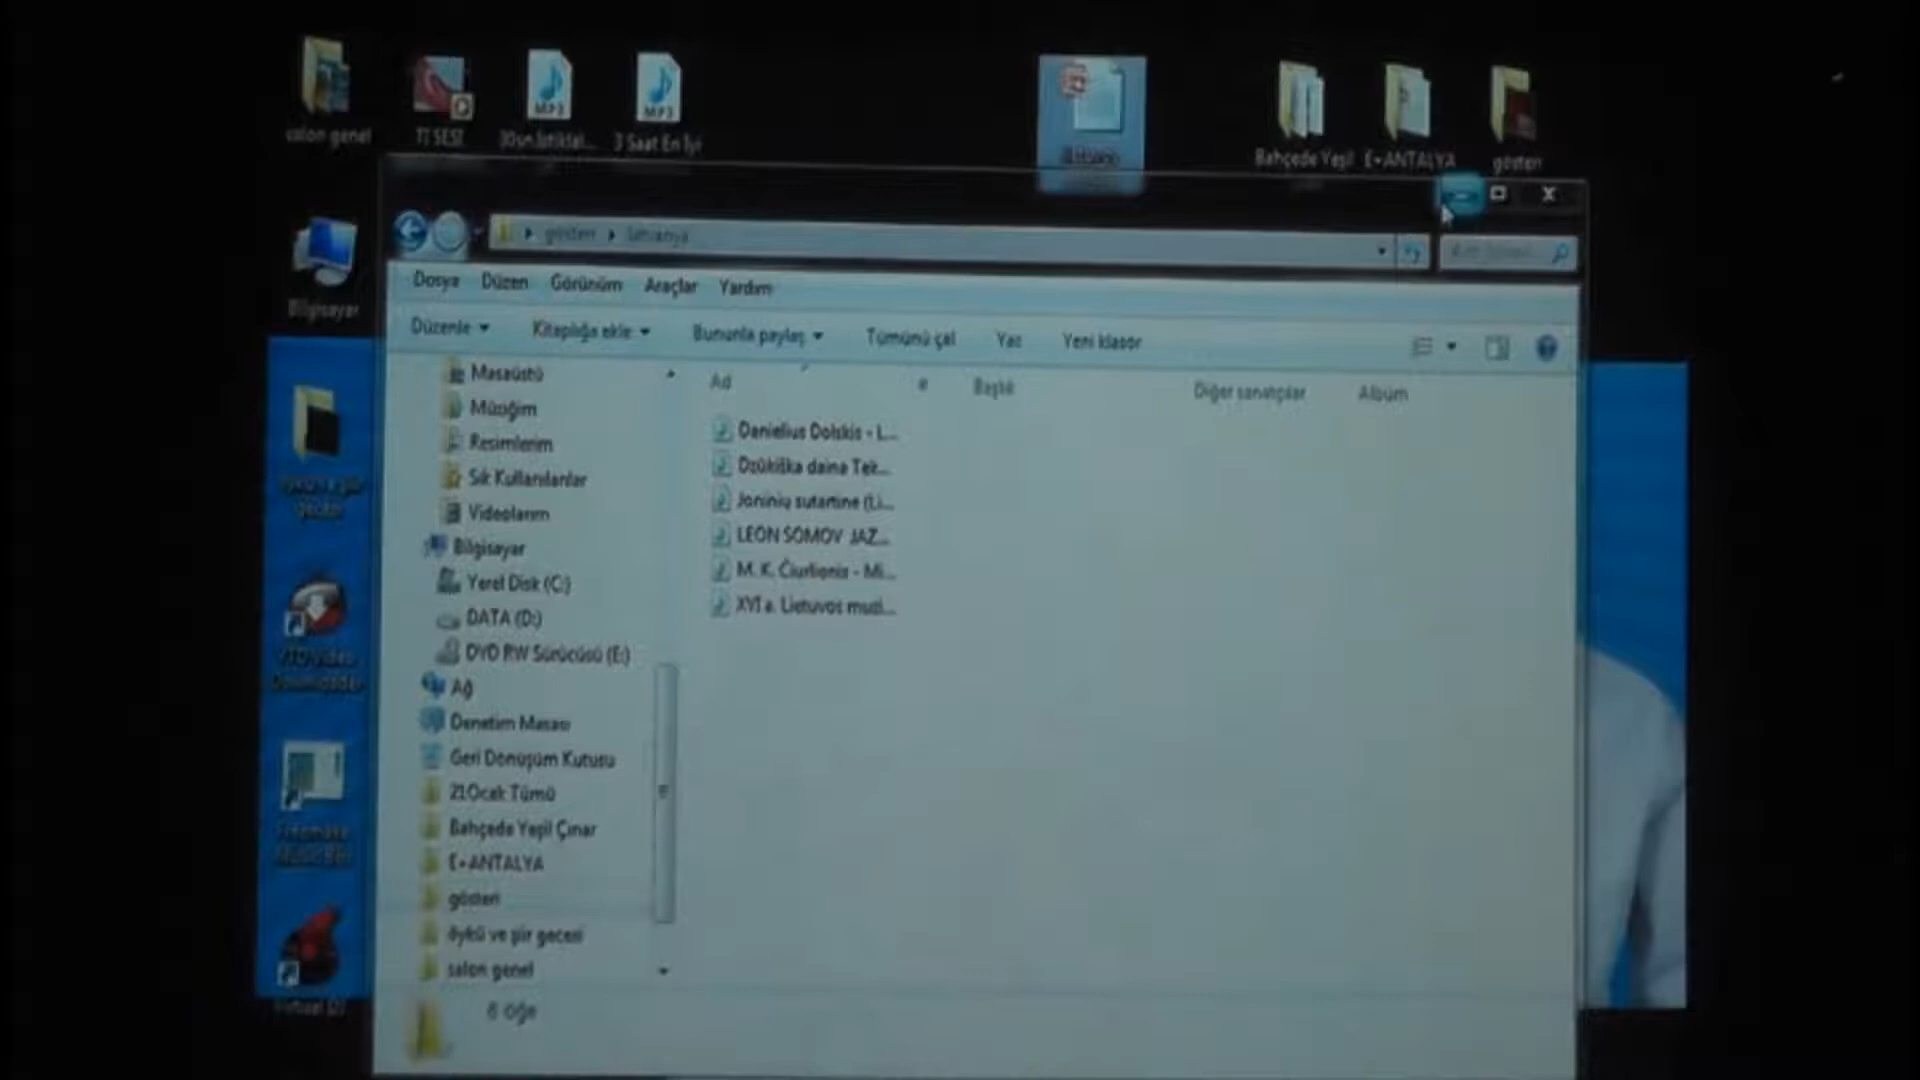 salon genel
TT SESİ
30sn.İstiklal...
3 Saat En İyi
Bahçede Yeşil
E+ANTALYA
gösteri
MP3
MP3
Bilgisayar
gösteri
Dosya Düzen Görünüm Araçlar Yardım
Düzenle Kitaplığa ekle Bununla paylaş Tümünü çal Yaz Yeni klasör
Ad # Başlık Diğer sanatçılar Albüm
Masaüstü
Müziğim
Resimlerim
Sık Kullanılanlar
Videolarım
Bilgisayar
Yerel Disk (C:)
DATA (D:)
DVD RW Sürücüsü (E:)
Ağ
Denetim Masası
Geri Dönüşüm Kutusu
21Ocak Tümü
Bahçede Yeşil Çınar
E+ANTALYA
gösteri
öykü ve şiir gecesi
salon genel
Danielius Dolskis - L...
Dzūkiška daina Tek...
Joninių sutartinė (Li...
LEON SOMOV JAZ...
M. K. Čiurlionis - Mi...
XVI a. Lietuvos muzi...
6 öğe